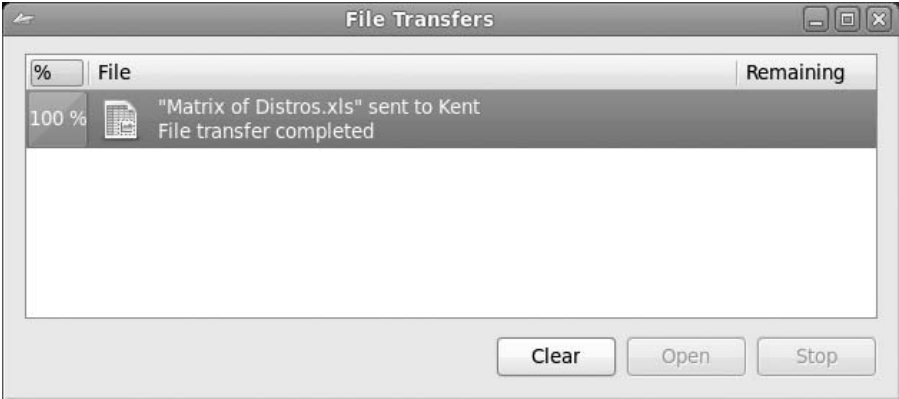 File Transfers
% File Remaining
100 % "Matrix of Distros.xls" sent to Kent
File transfer completed
Clear Open Stop